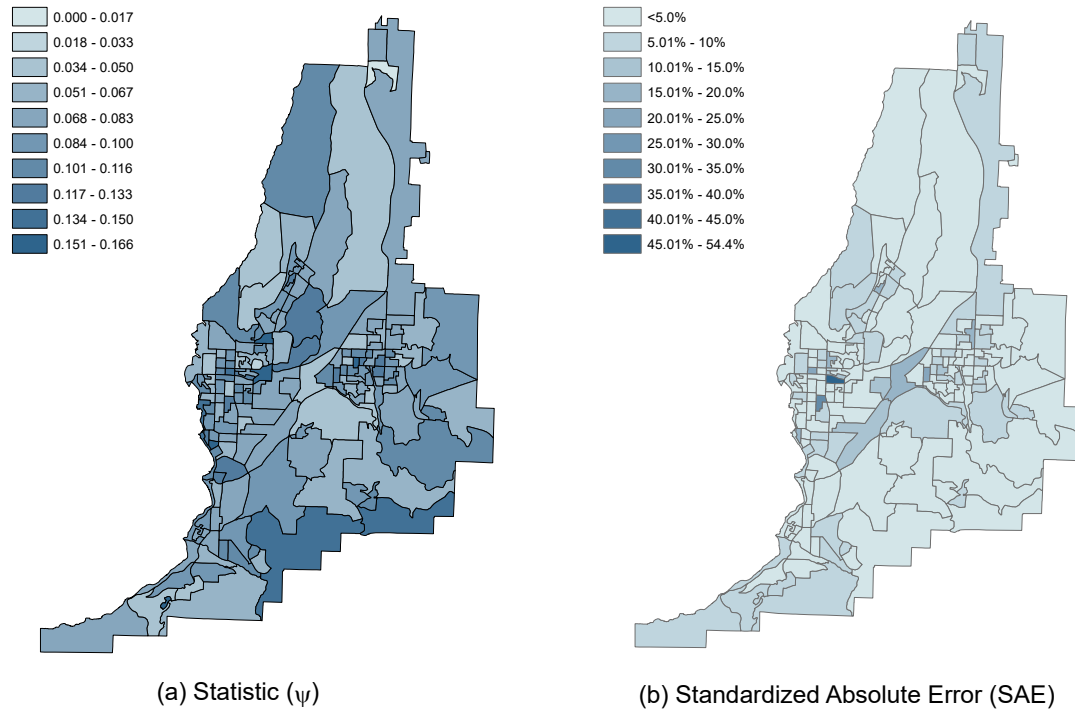 0.000 - 0.017
0.018 - 0.033
0.034 - 0.050
0.051 - 0.067
0.068 - 0.083
0.084 - 0.100
0.101 - 0.116
0.117 - 0.133
0.134 - 0.150
0.151 - 0.166
<5.0%
5.01% - 10%
10.01% - 15.0%
15.01% - 20.0%
20.01% - 25.0%
25.01% - 30.0%
30.01% - 35.0%
35.01% - 40.0%
40.01% - 45.0%
45.01% - 54.4%
(a) Statistic (ψ)
(b) Standardized Absolute Error (SAE)